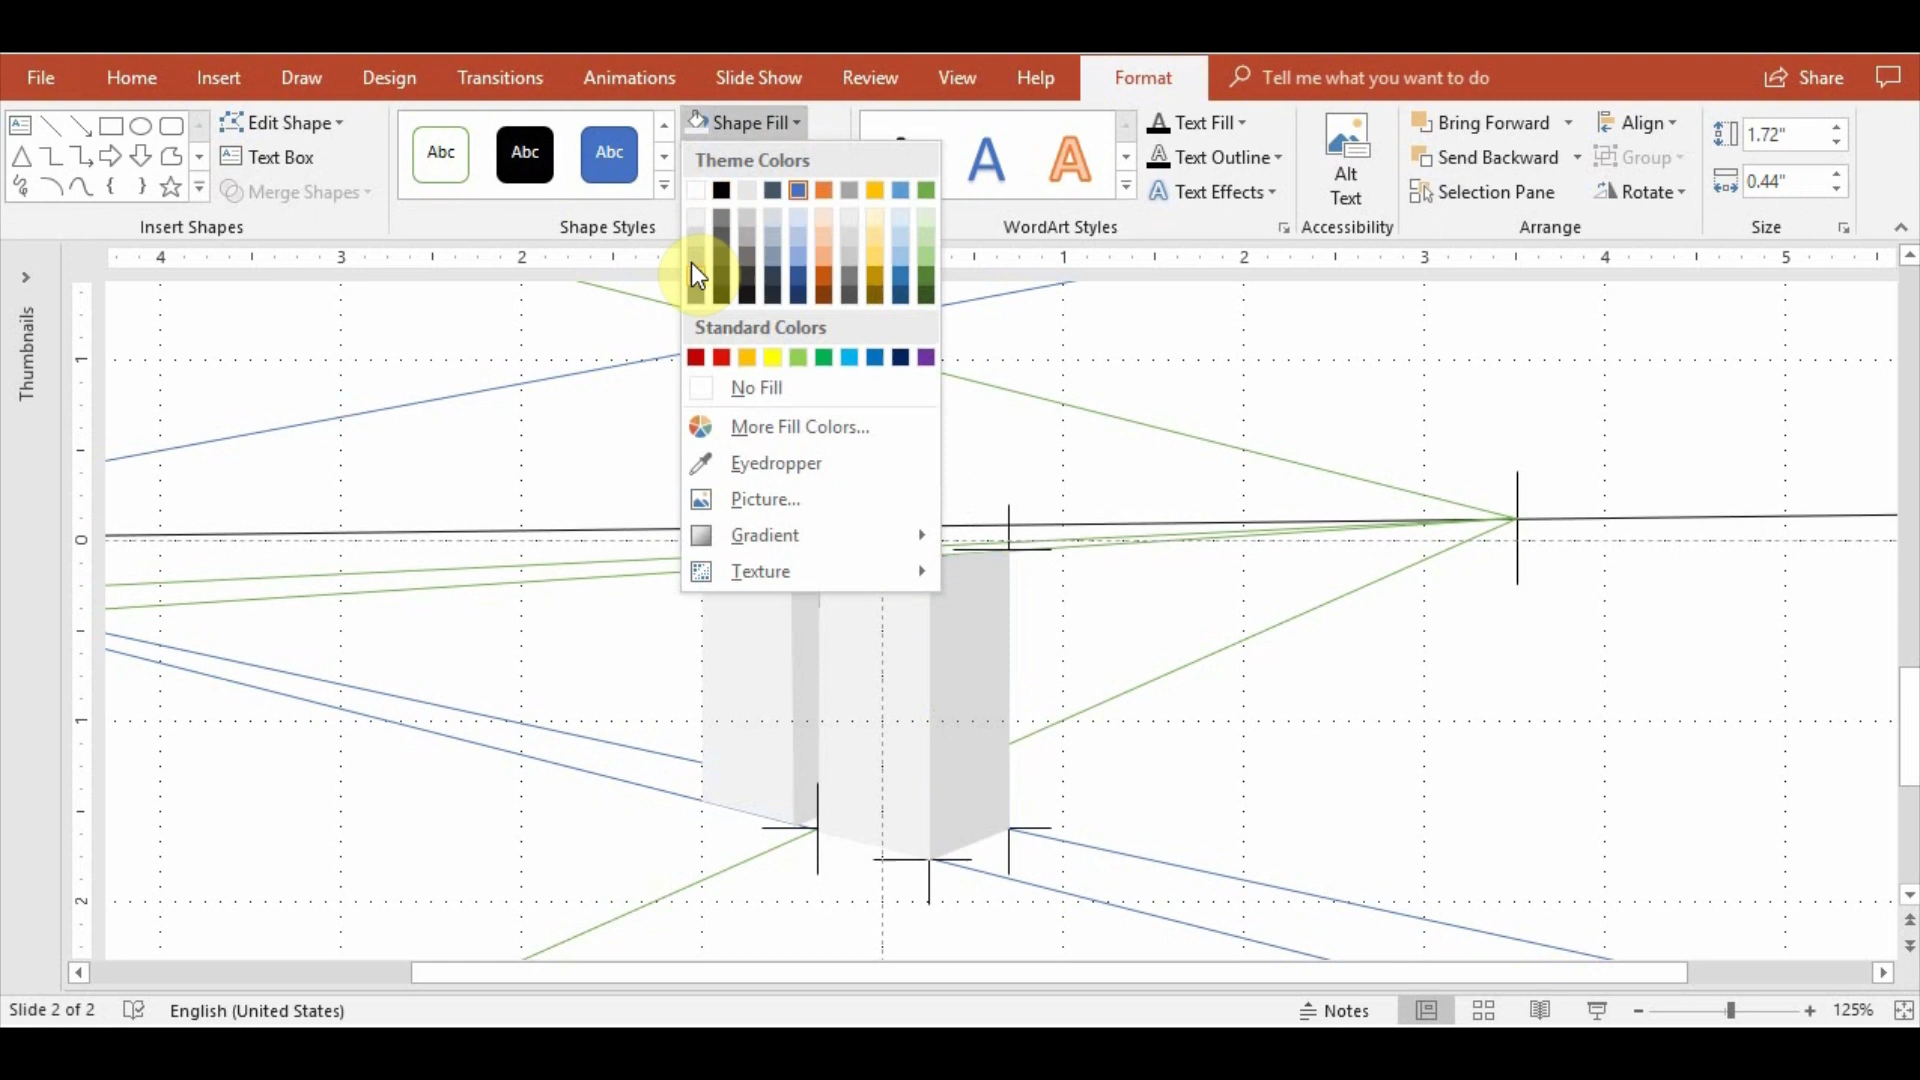 File Home Insert Draw Design Transitions Animations Slide Show Review View Help Format Tell me what you want to do Share
Edit Shape
Text Box
Merge Shapes
Insert Shapes
Abc Abc Abc
Shape Styles
Shape Fill
Theme Colors
Standard Colors
No Fill
More Fill Colors...
Eyedropper
Picture...
Gradient
Texture
A A
WordArt Styles
Text Fill
Text Outline
Text Effects
Alt
Text
Accessibility
Bring Forward
Send Backward
Selection Pane
Align
Group
Rotate
Arrange
1.72"
0.44"
Size
4 3 2 1 2 3 4 5
Thumbnails
1
0
1
2
Slide 2 of 2 English (United States) Notes 125%